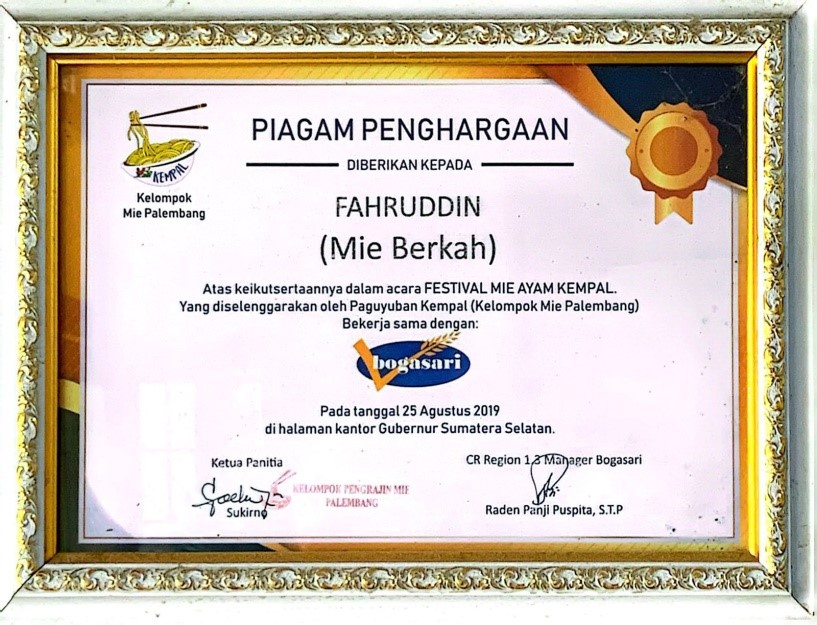 KEMPAL
Kelompok
Mie Palembang
PIAGAM PENGHARGAAN
DIBERIKAN KEPADA
FAHRUDDIN
(Mie Berkah)
Atas keikutsertaannya dalam acara FESTIVAL MIE AYAM KEMPAL.
Yang diselenggarakan oleh Paguyuban Kempal (Kelompok Mie Palembang)
Bekerja sama dengan:
bogasari
Pada tanggal 25 Agustus 2019
di halaman kantor Gubernur Sumatera Selatan.
Ketua Panitia
KELOMPOK PENGRAJIN MIE
PALEMBANG
Sukirno
CR Region 1.3 Manager Bogasari
Raden Panji Puspita, S.T.P